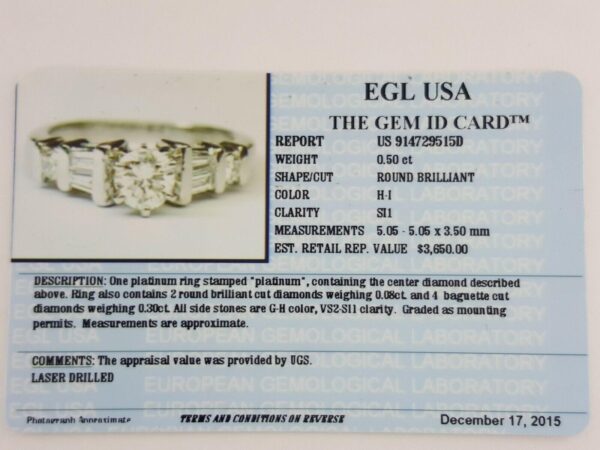 EGL USA
THE GEM ID CARD™
REPORT US 914729515D
WEIGHT 0.50 ct
SHAPE/CUT ROUND BRILLIANT
COLOR H-I
CLARITY SI1
MEASUREMENTS 5.05 - 5.05 x 3.50 mm
EST. RETAIL REP. VALUE $3,650.00
DESCRIPTION: One platinum ring stamped "platinum", containing the center diamond described
above. Ring also contains 2 round brilliant cut diamonds weighing 0.08ct. and 4 baguette cut
diamonds weighing 0.30ct. All side stones are G-H color, VS2-SI1 clarity. Graded as mounting
permits. Measurements are approximate.
COMMENTS: The appraisal value was provided by UGS.
LASER DRILLED
EUROPEAN GEMOLOGICAL LABORATORY
Photograph Approximate TERMS AND CONDITIONS ON REVERSE December 17, 2015